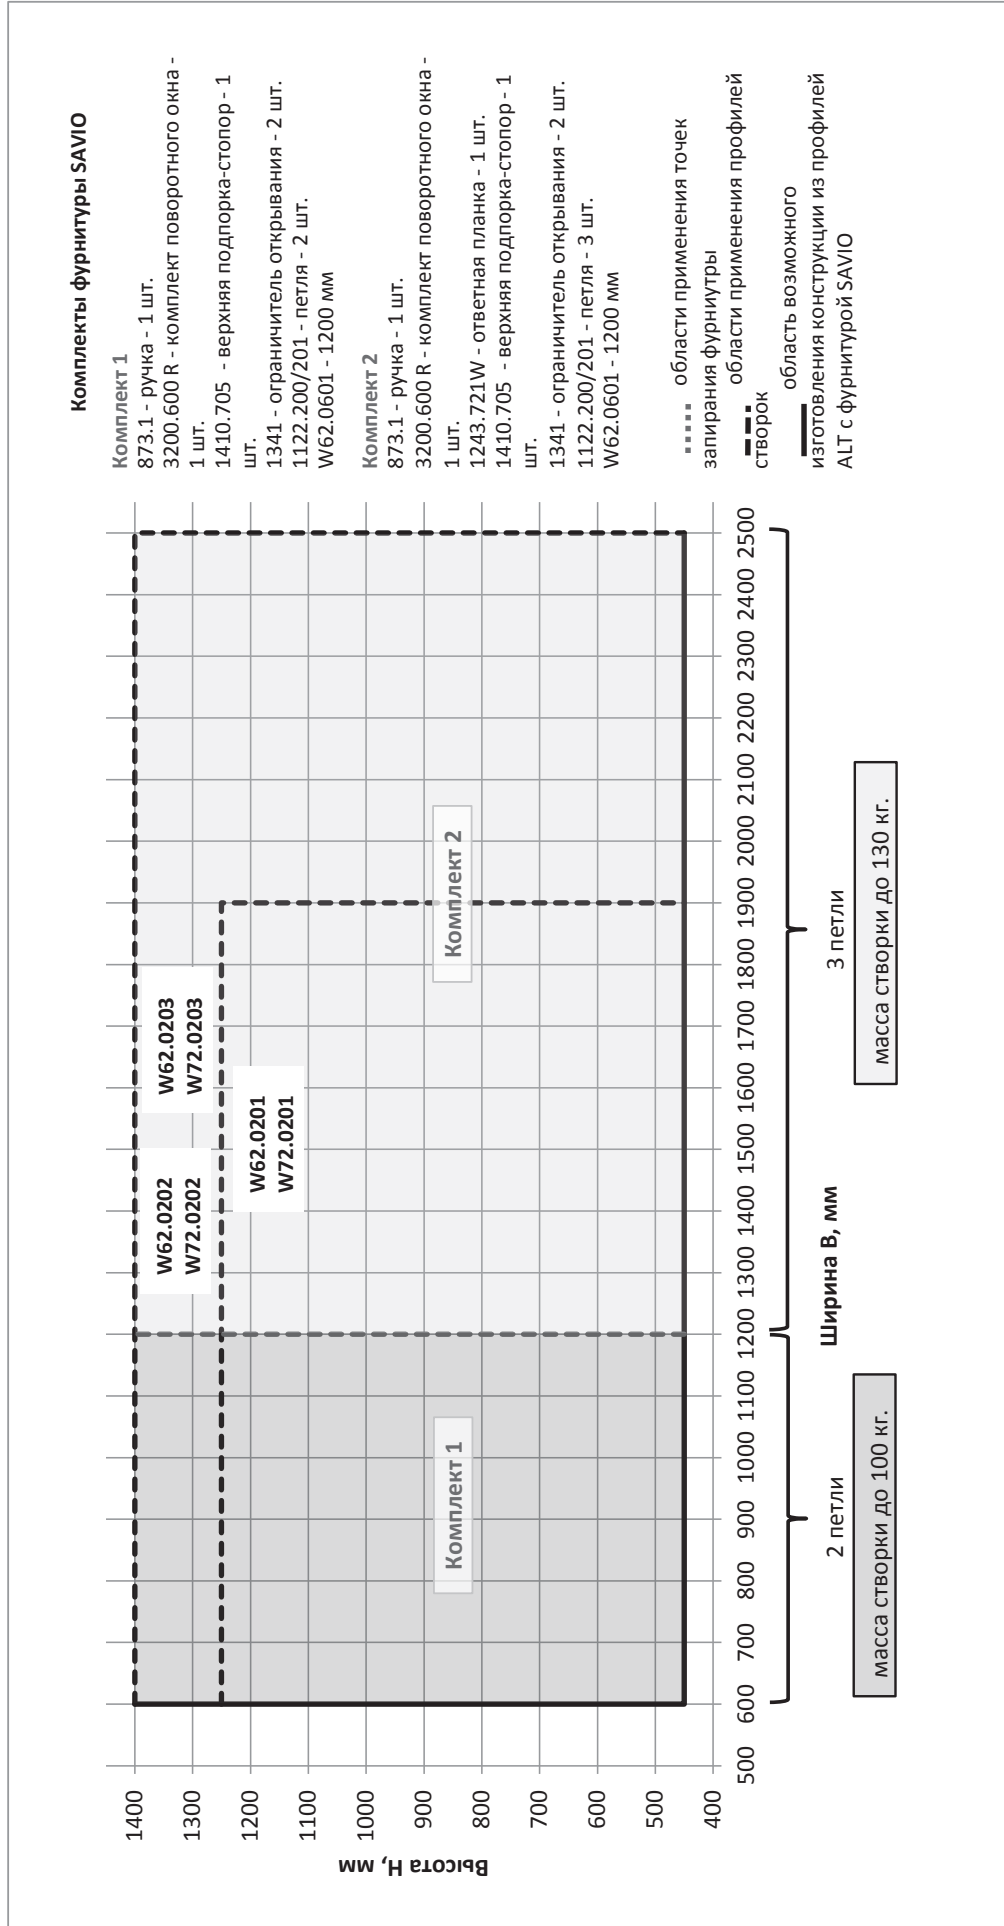 Комплекты фурнитуры SAVIO
Комплект 1
873.1 - ручка - 1 шт.
3200.600 R - комплект поворотного окна -
1 шт.
1410.705 - верхняя подпорка-стопор - 1
шт.
1341 - ограничитель открывания - 2 шт.
1122.200/201 - петля - 2 шт.
W62.0601 - 1200 мм
Комплект 2
873.1 - ручка - 1 шт.
3200.600 R - комплект поворотного окна -
1 шт.
1243.721W - ответная планка - 1 шт.
1410.705 - верхняя подпорка-стопор - 1
шт.
1341 - ограничитель открывания - 2 шт.
1122.200/201 - петля - 3 шт.
W62.0601 - 1200 мм
области применения точек
запирания фурниутры
области применения профилей
створок
область возможного
изготовления конструкции из профилей
ALT с фурнитурой SAVIO
Высота H, мм
1400
1300
1200
1100
1000
900
800
700
600
500
400
W62.0202
W72.0202
W62.0203
W72.0203
W62.0201
W72.0201
Комплект 1
Комплект 2
500 600 700 800 900 1000 1100 1200 1300 1400 1500 1600 1700 1800 1900 2000 2100 2200 2300 2400 2500
Ширина B, мм
2 петли
3 петли
масса створки до 100 кг.
масса створки до 130 кг.